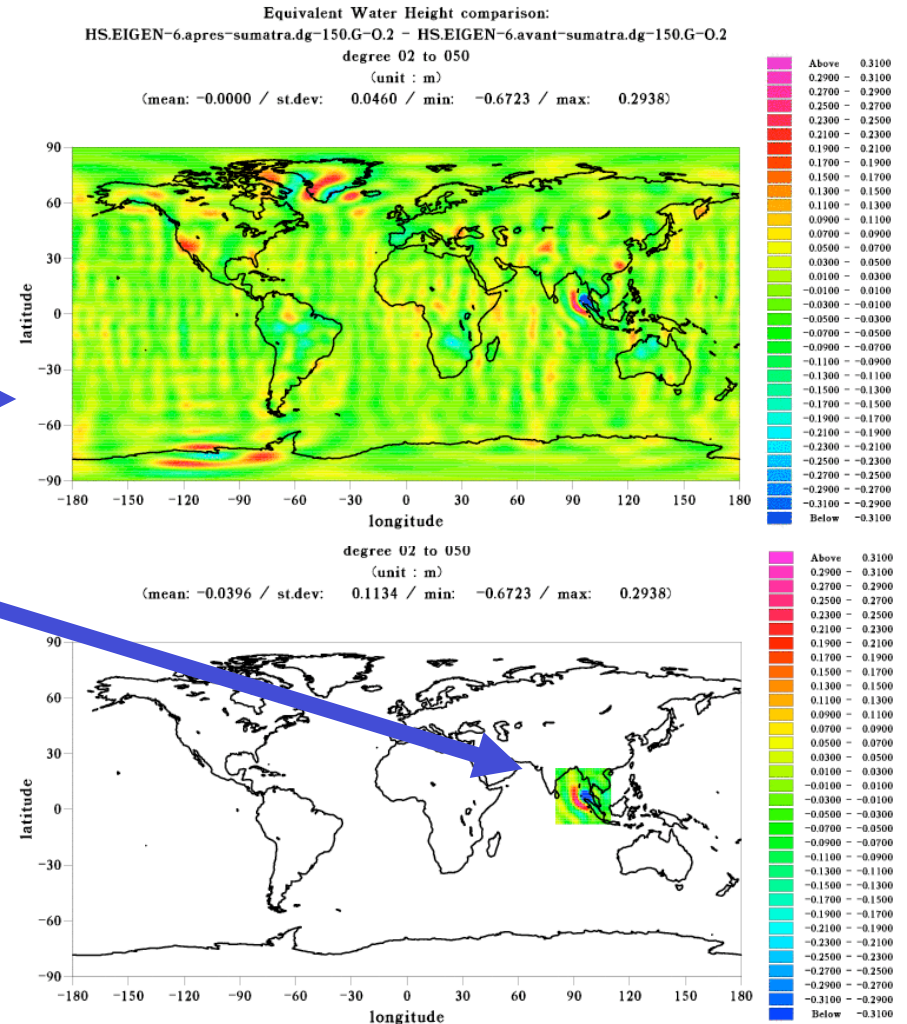 Equivalent Water Height comparison:
HS.EIGEN-6.apres-sumatra.dg-150.G-O.2 - HS.EIGEN-6.avant-sumatra.dg-150.G-O.2
degree 02 to 050
(unit : m)
(mean: -0.0000 / st.dev: 0.0460 / min: -0.6723 / max: 0.2938)
90
60
30
0
-30
-60
-90
latitude
-180 -150 -120 -90 -60 -30 0 30 60 90 120 150 180
longitude
Above 0.3100
0.2900 - 0.3100
0.2700 - 0.2900
0.2500 - 0.2700
0.2300 - 0.2500
0.2100 - 0.2300
0.1900 - 0.2100
0.1700 - 0.1900
0.1500 - 0.1700
0.1300 - 0.1500
0.1100 - 0.1300
0.0900 - 0.1100
0.0700 - 0.0900
0.0500 - 0.0700
0.0300 - 0.0500
0.0100 - 0.0300
-0.0100 - 0.0100
-0.0300 - -0.0100
-0.0500 - -0.0300
-0.0700 - -0.0500
-0.0900 - -0.0700
-0.1100 - -0.0900
-0.1300 - -0.1100
-0.1500 - -0.1300
-0.1700 - -0.1500
-0.1900 - -0.1700
-0.2100 - -0.1900
-0.2300 - -0.2100
-0.2500 - -0.2300
-0.2700 - -0.2500
-0.2900 - -0.2700
-0.3100 - -0.2900
Below -0.3100
degree 02 to 050
(unit : m)
(mean: -0.0396 / st.dev: 0.1134 / min: -0.6723 / max: 0.2938)
90
60
30
0
-30
-60
-90
latitude
-180 -150 -120 -90 -60 -30 0 30 60 90 120 150 180
longitude
Above 0.3100
0.2900 - 0.3100
0.2700 - 0.2900
0.2500 - 0.2700
0.2300 - 0.2500
0.2100 - 0.2300
0.1900 - 0.2100
0.1700 - 0.1900
0.1500 - 0.1700
0.1300 - 0.1500
0.1100 - 0.1300
0.0900 - 0.1100
0.0700 - 0.0900
0.0500 - 0.0700
0.0300 - 0.0500
0.0100 - 0.0300
-0.0100 - 0.0100
-0.0300 - -0.0100
-0.0500 - -0.0300
-0.0700 - -0.0500
-0.0900 - -0.0700
-0.1100 - -0.0900
-0.1300 - -0.1100
-0.1500 - -0.1300
-0.1700 - -0.1500
-0.1900 - -0.1700
-0.2100 - -0.1900
-0.2300 - -0.2100
-0.2500 - -0.2300
-0.2700 - -0.2500
-0.2900 - -0.2700
-0.3100 - -0.2900
Below -0.3100